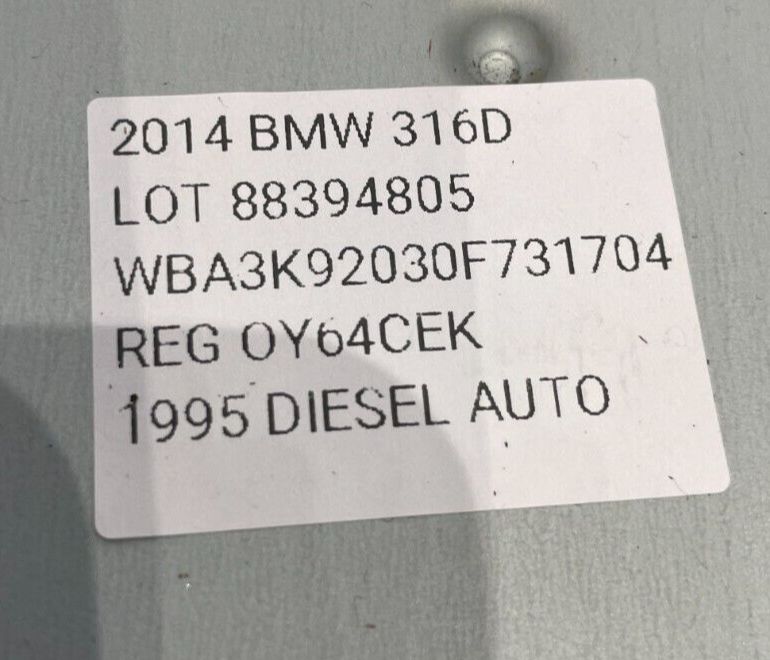 2014 BMW 316D
LOT 88394805
WBA3K92030F731704
REG OY64CEK
1995 DIESEL AUTO